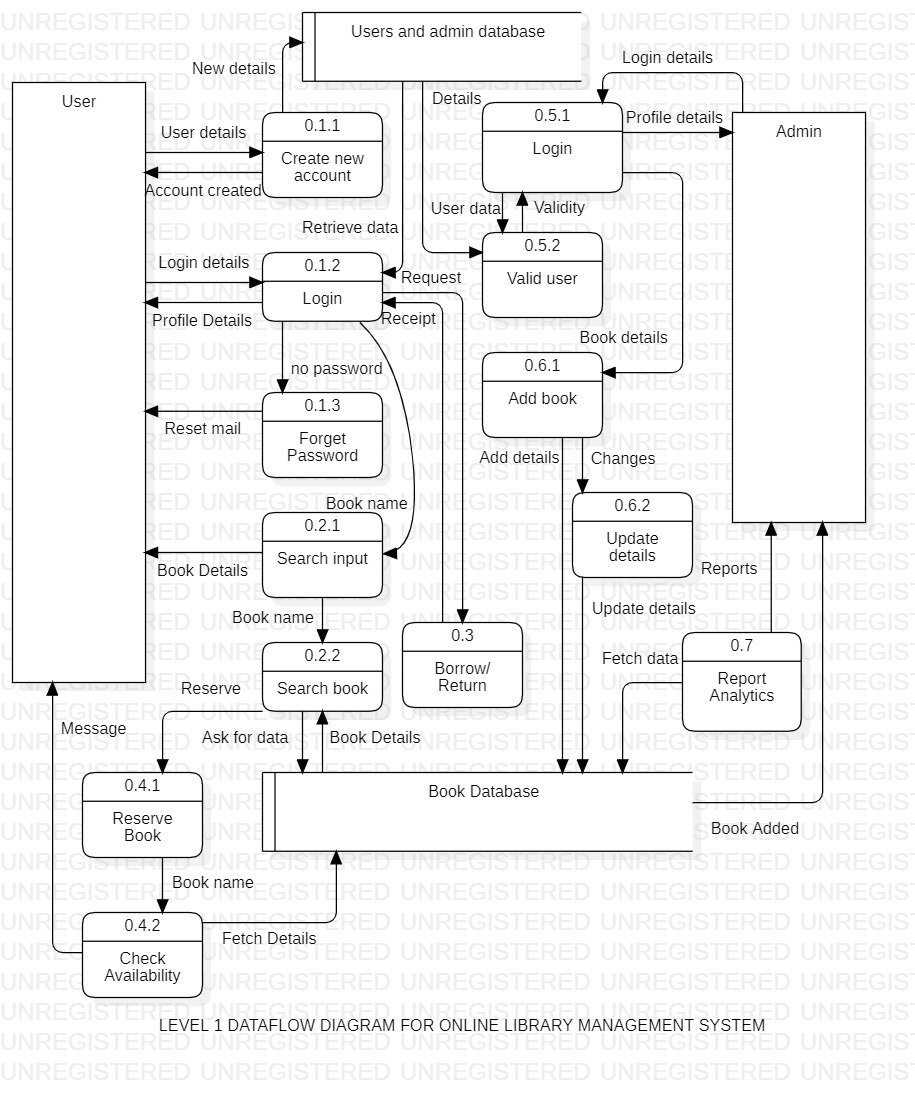 Users and admin database
New details
Login details
User
Details
0.5.1
Login
Profile details
Admin
User details
0.1.1
Create new
account
Account created
User data
Validity
Retrieve data
0.5.2
Valid user
Login details
0.1.2
Login
Request
Profile Details
Receipt
Book details
no password
0.6.1
Add book
0.1.3
Forget
Password
Reset mail
Add details
Changes
Book name
0.6.2
Update
details
0.2.1
Search input
Book Details
Reports
Book name
Update details
0.2.2
Search book
0.3
Borrow/
Return
Fetch data
0.7
Report
Analytics
Reserve
Message
Ask for data
Book Details
0.4.1
Reserve
Book
Book Database
Book Added
Book name
0.4.2
Check
Availability
Fetch Details
LEVEL 1 DATAFLOW DIAGRAM FOR ONLINE LIBRARY MANAGEMENT SYSTEM
UNREGISTERED